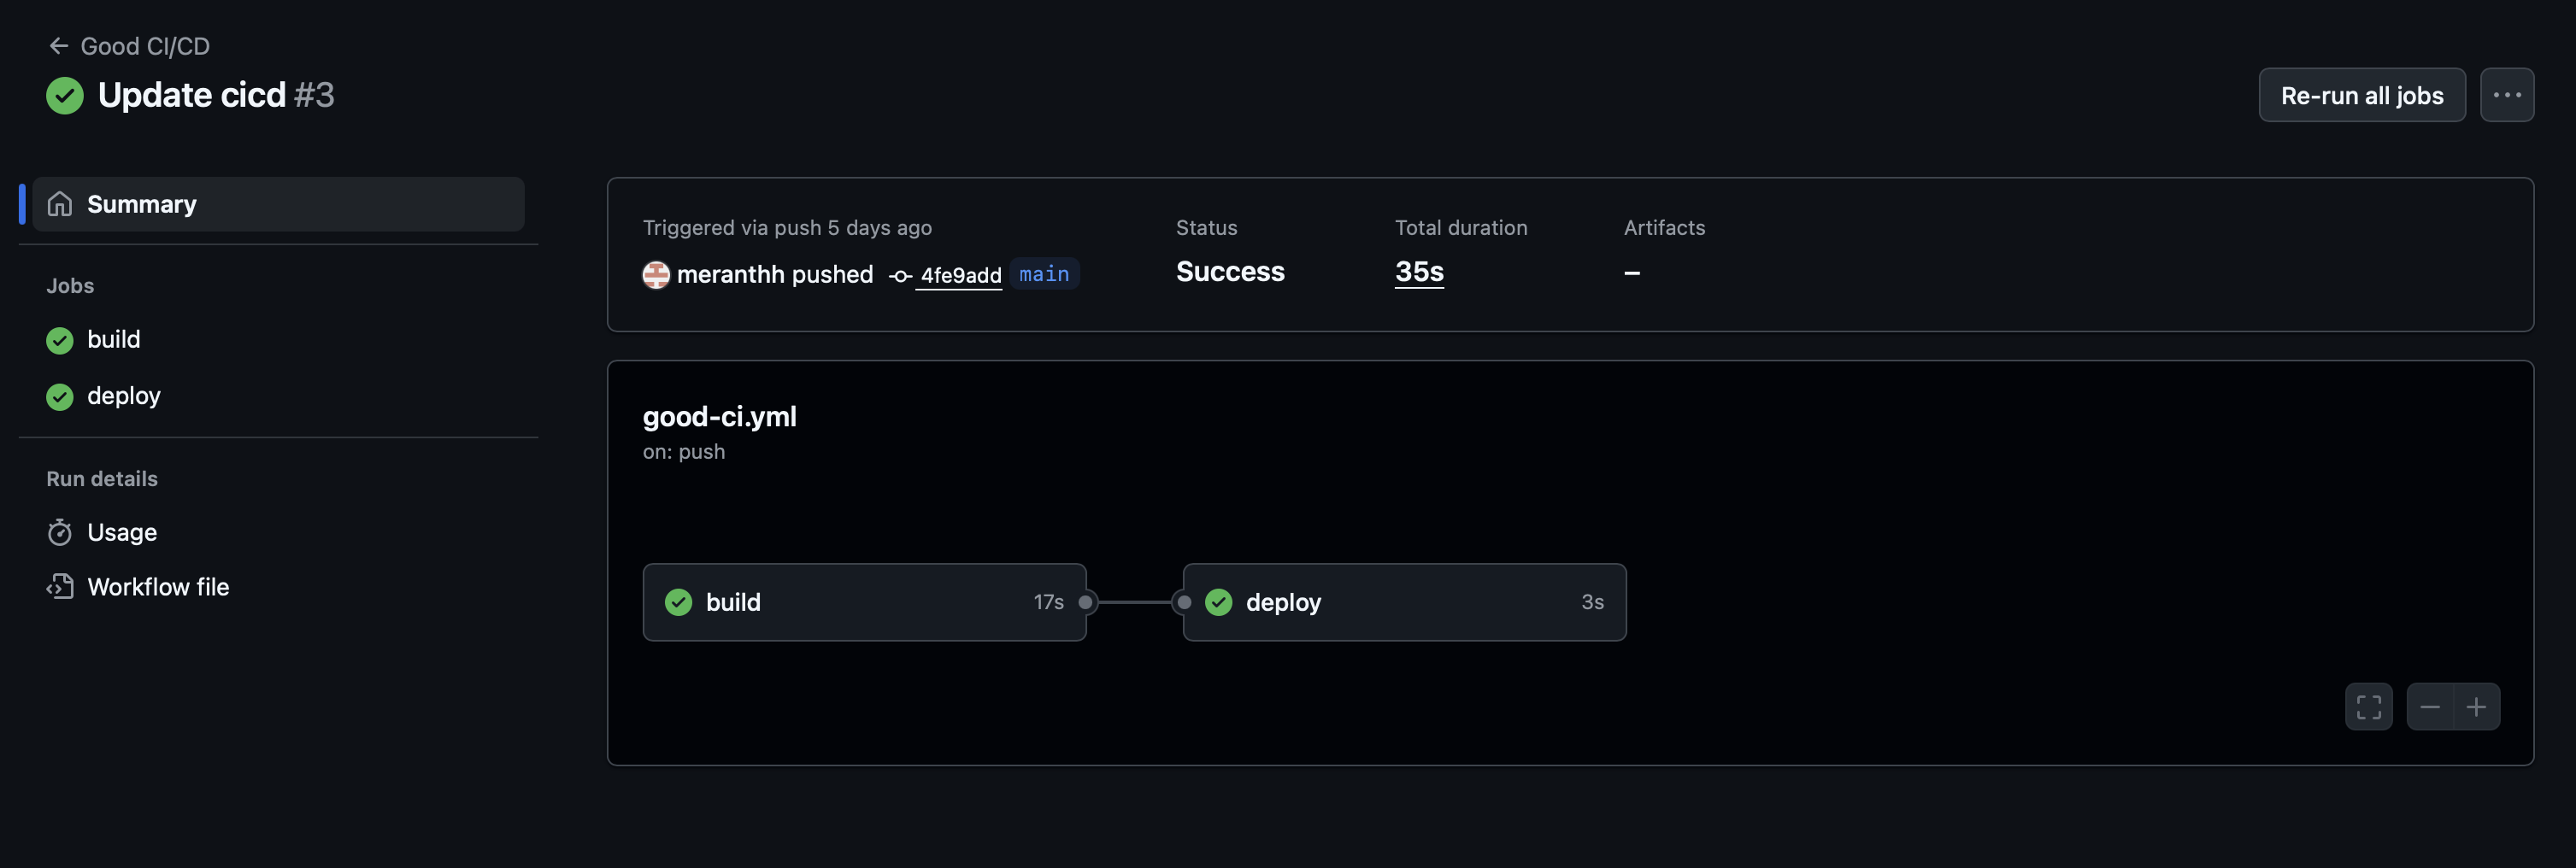 Good CI/CD
Update cicd #3
Re-run all jobs
Summary
Jobs
build
deploy
Run details
Usage
Workflow file
Triggered via push 5 days ago
meranthh pushed 4fe9add main
Status
Success
Total duration
35s
Artifacts
–
good-ci.yml
on: push
build 17s
deploy 3s